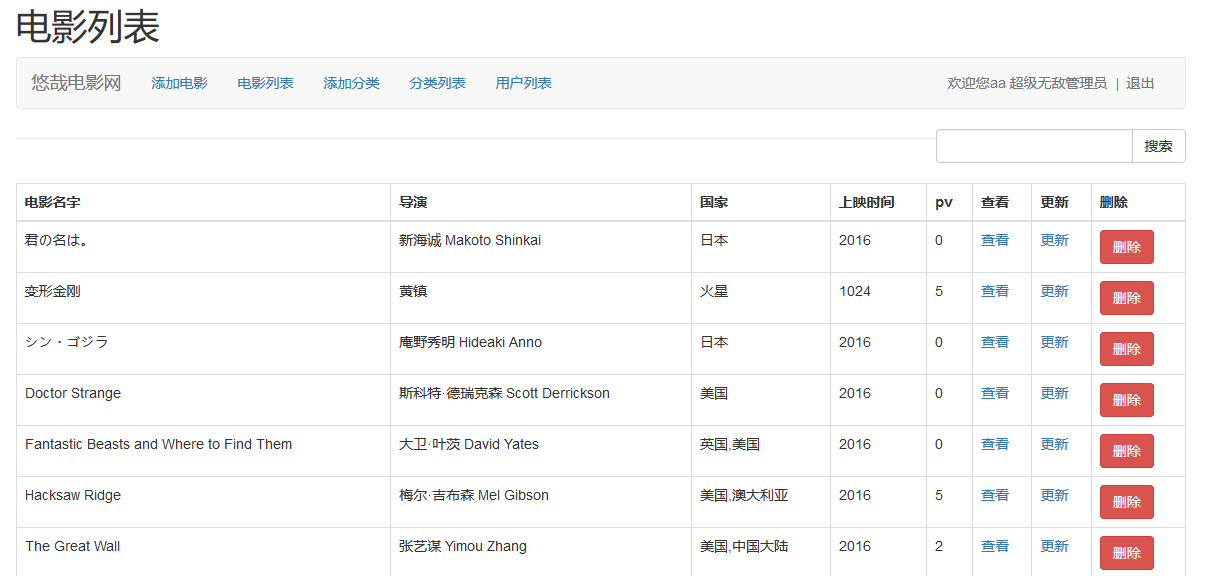 电影列表
悠哉电影网 添加电影 电影列表 添加分类 分类列表 用户列表 欢迎您aa 超级无敌管理员 | 退出
搜索
电影名字 导演 国家 上映时间 pv 查看 更新 删除
君の名は。 新海诚 Makoto Shinkai 日本 2016 0 查看 更新 删除
变形金刚 黄镇 火星 1024 5 查看 更新 删除
シン・ゴジラ 庵野秀明 Hideaki Anno 日本 2016 0 查看 更新 删除
Doctor Strange 斯科特·德瑞克森 Scott Derrickson 美国 2016 0 查看 更新 删除
Fantastic Beasts and Where to Find Them 大卫·叶茨 David Yates 英国,美国 2016 0 查看 更新 删除
Hacksaw Ridge 梅尔·吉布森 Mel Gibson 美国,澳大利亚 2016 5 查看 更新 删除
The Great Wall 张艺谋 Yimou Zhang 美国,中国大陆 2016 2 查看 更新 删除